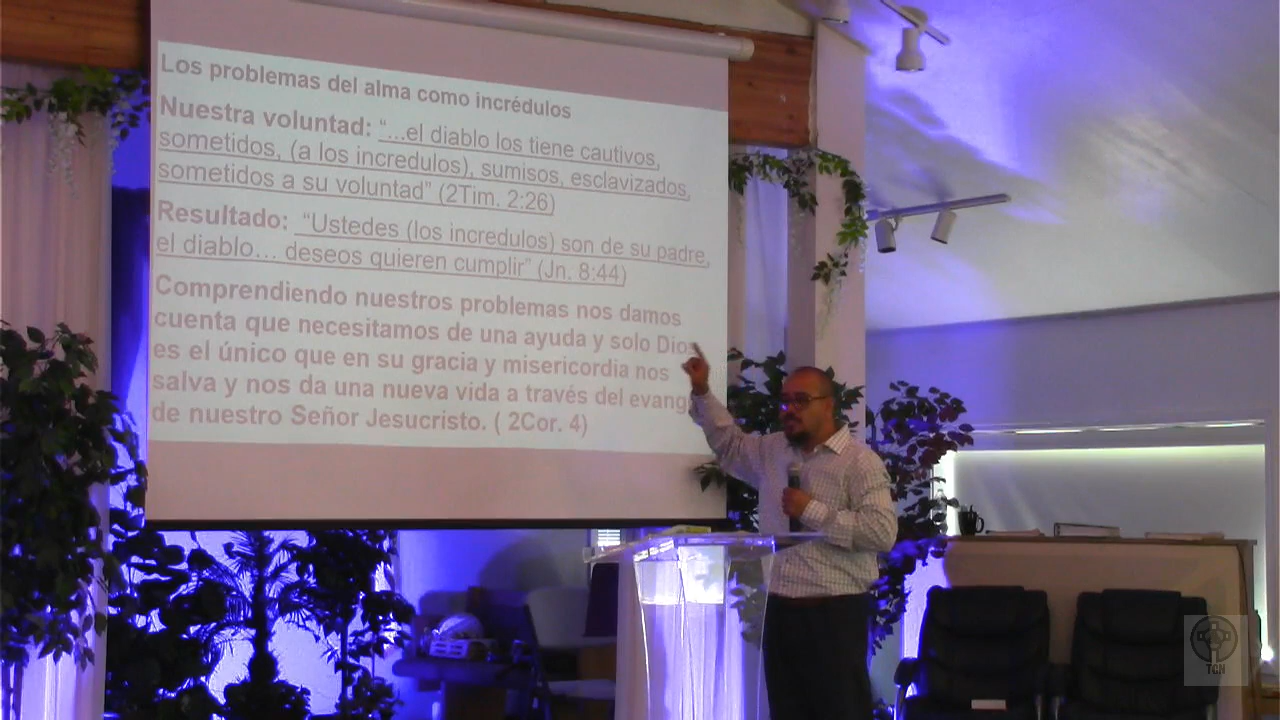 Los problemas del alma como incrédulos
Nuestra voluntad: “...el diablo los tiene cautivos,
sometidos, (a los incredulos), sumisos, esclavizados,
sometidos a su voluntad” (2Tim. 2:26)
Resultado: “Ustedes (los incredulos) son de su padre,
el diablo… deseos quieren cumplir” (Jn. 8:44)
Comprendiendo nuestros problemas nos damos
cuenta que necesitamos de una ayuda y solo Dios
es el único que en su gracia y misericordia nos
salva y nos da una nueva vida a través del evang
de nuestro Señor Jesucristo. ( 2Cor. 4)
TCN